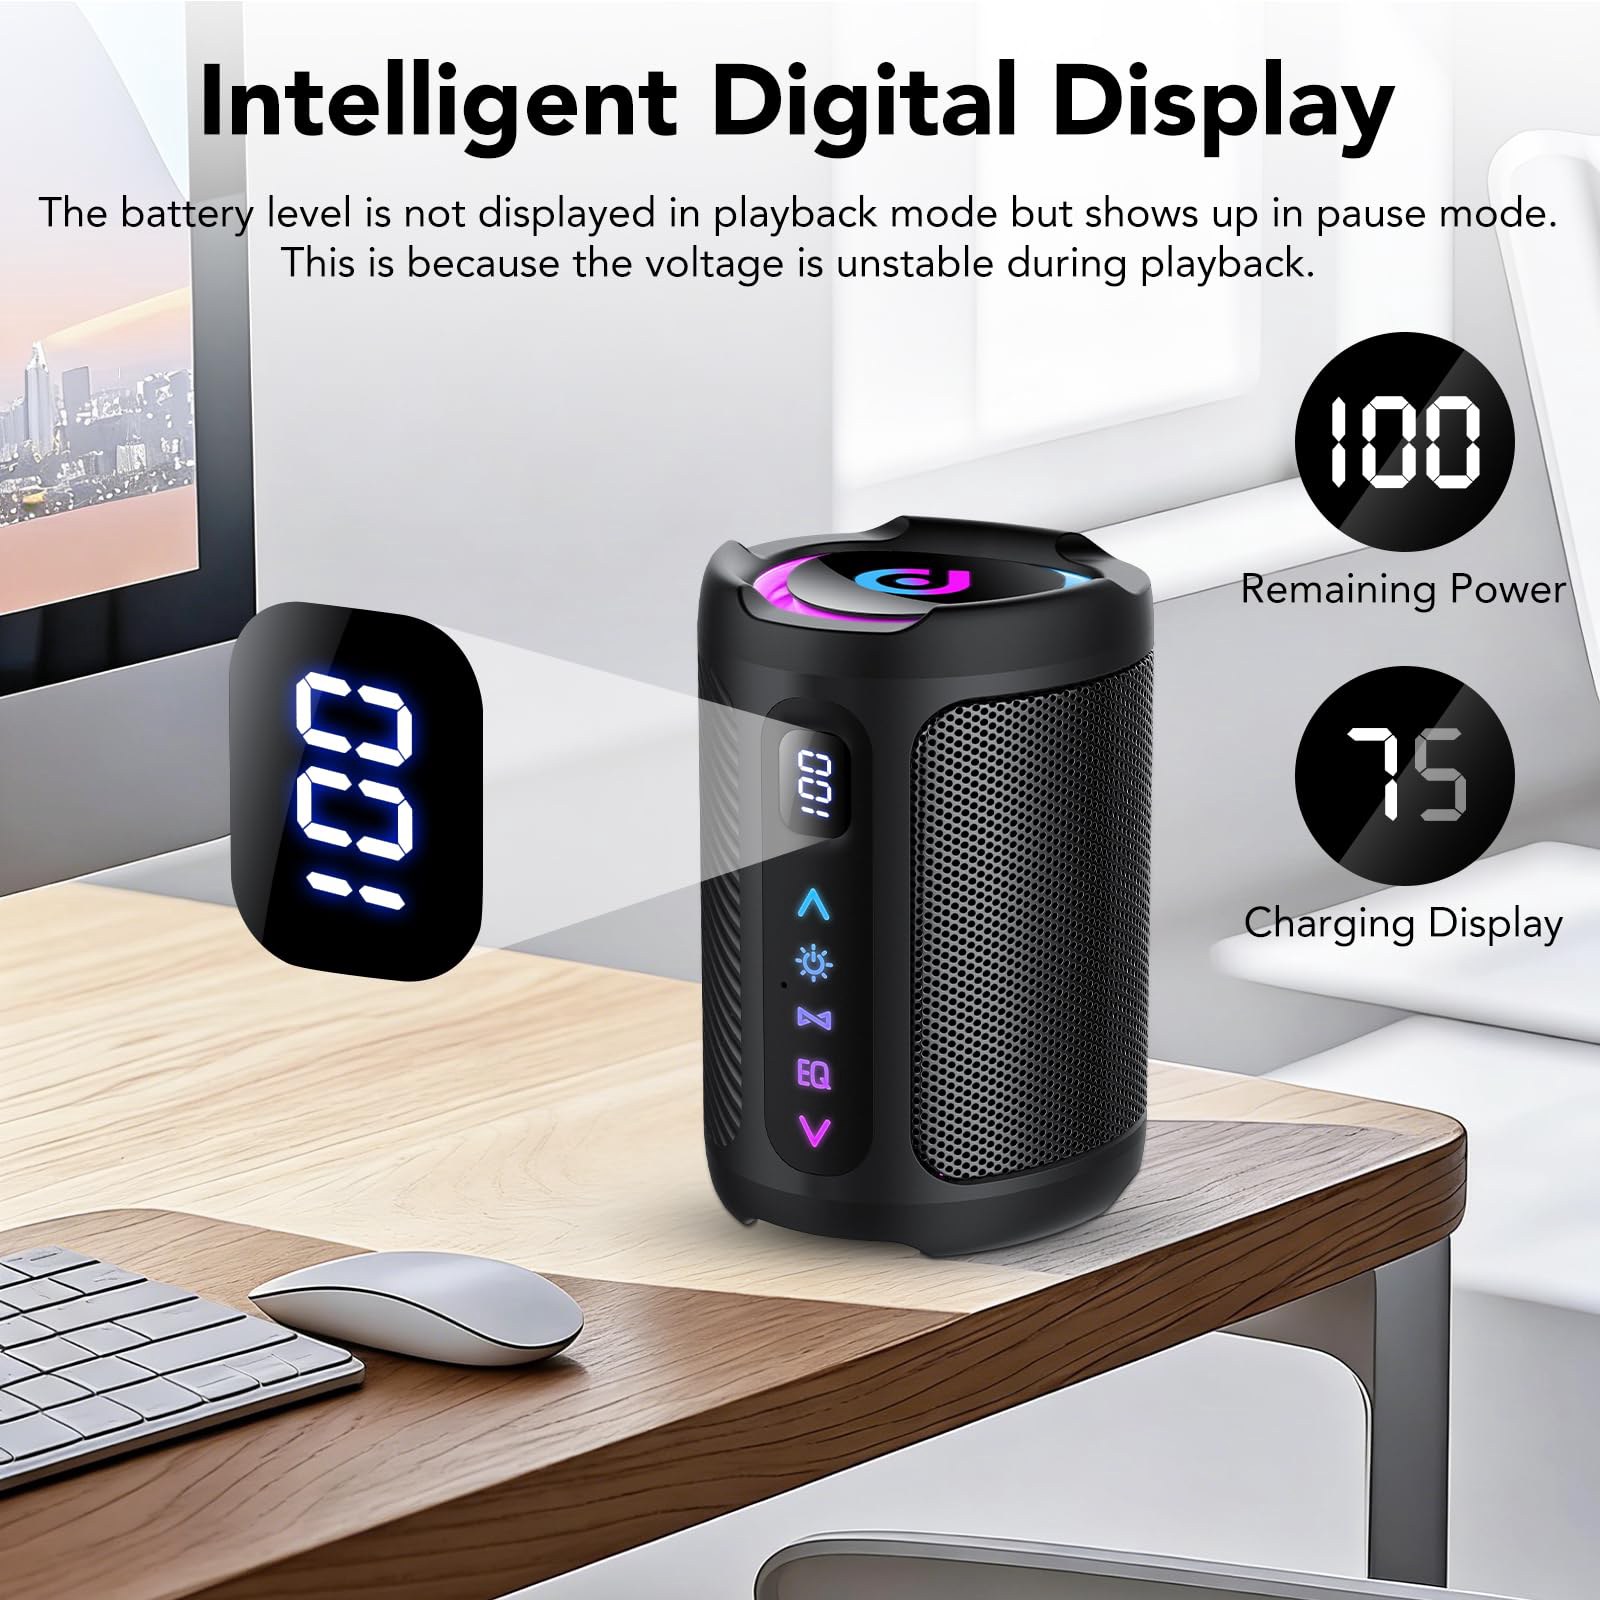 Intelligent Digital Display
The battery level is not displayed in playback mode but shows up in pause mode.
This is because the voltage is unstable during playback.
100
Remaining Power
100
100
75
Charging Display
EQ